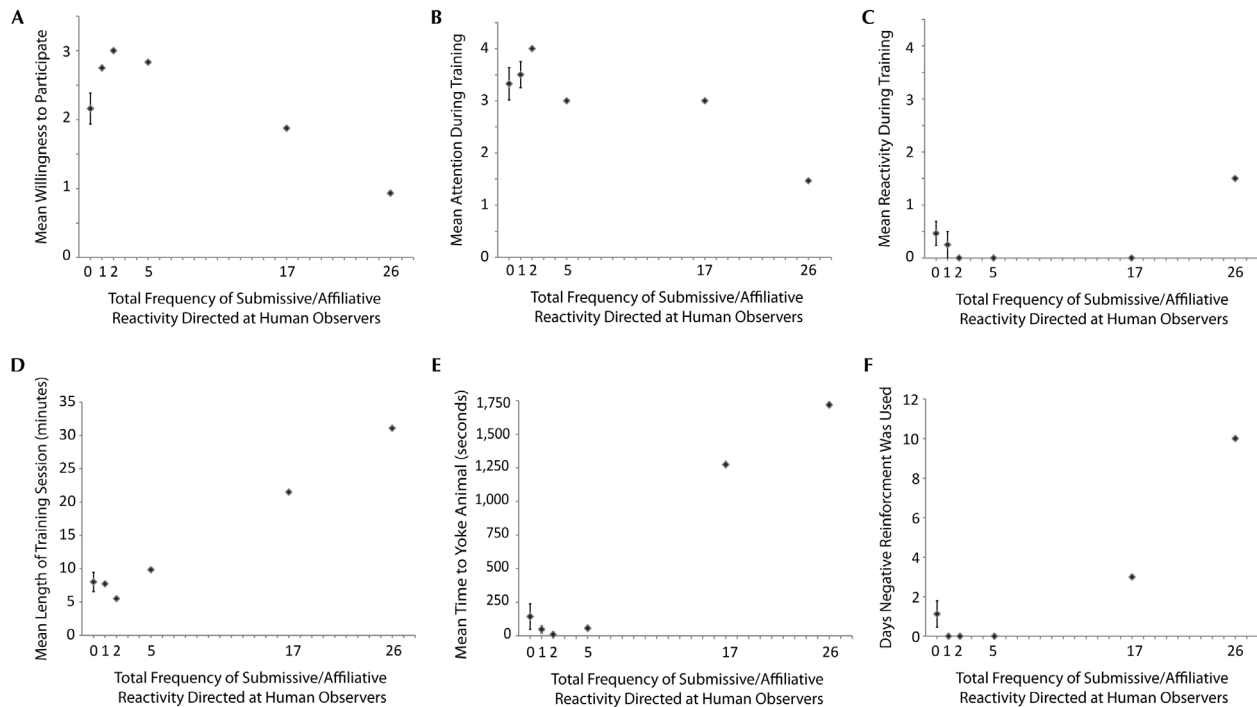 A
Mean Willingness to Participate
3
2
1
0
0 1 2 5 17 26
Total Frequency of Submissive/Affiliative
Reactivity Directed at Human Observers
B
Mean Attention During Training
4
3
2
1
0
0 1 2 5 17 26
Total Frequency of Submissive/Affiliative
Reactivity Directed at Human Observers
C
Mean Reactivity During Training
4
3
2
1
0
0 1 2 5 17 26
Total Frequency of Submissive/Affiliative
Reactivity Directed at Human Observers
D
Mean Length of Training Session (minutes)
35
30
25
20
15
10
5
0
0 1 2 5 17 26
Total Frequency of Submissive/Affiliative
Reactivity Directed at Human Observers
E
Mean Time to Yoke Animal (seconds)
1,750
1,500
1,250
1,000
750
500
250
0
0 1 2 5 17 26
Total Frequency of Submissive/Affiliative
Reactivity Directed at Human Observers
F
Days Negative Reinforcment Was Used
12
10
8
6
4
2
0
0 1 2 5 17 26
Total Frequency of Submissive/Affiliative
Reactivity Directed at Human Observers